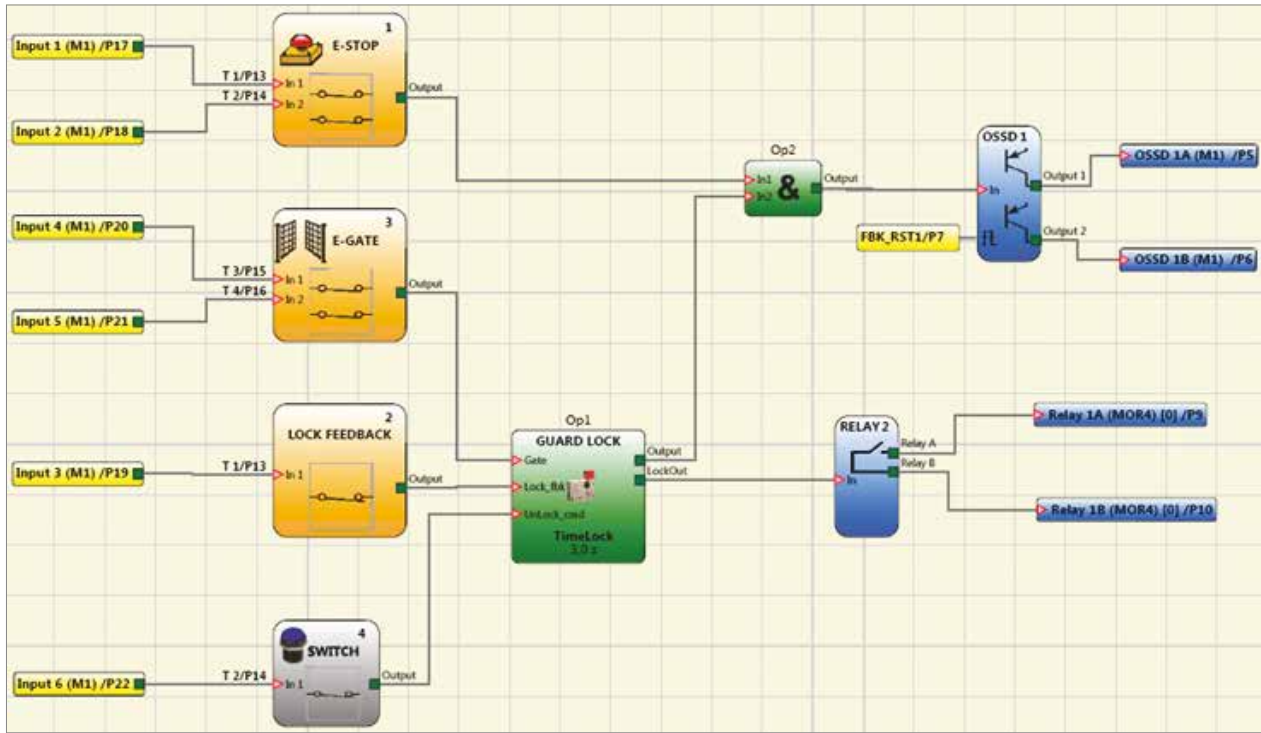 Input 1 (M1) /P17
Input 2 (M1) /P18
T 1/P13
T 2/P14
1
E-STOP
In 1
In 2
Output
Input 4 (M1) /P20
Input 5 (M1) /P21
T 3/P15
T 4/P16
3
E-GATE
In 1
In 2
Output
Input 3 (M1) /P19
T 1/P13
2
LOCK FEEDBACK
In 1
Output
Input 6 (M1) /P22
T 2/P14
4
SWITCH
In 1
Output
Op1
GUARD LOCK
Gate
Lock_fbk
UnLock_cmd
TimeLock
3,0 s
Output
LockOut
Op2
In1
In2
&
Output
FBK_RST1/P7
OSSD 1
In
Output 1
Output 2
OSSD 1A (M1) /P5
OSSD 1B (M1) /P6
RELAY 2
In
Relay A
Relay B
Relay 1A (MOR4) [0] /P9
Relay 1B (MOR4) [0] /P10